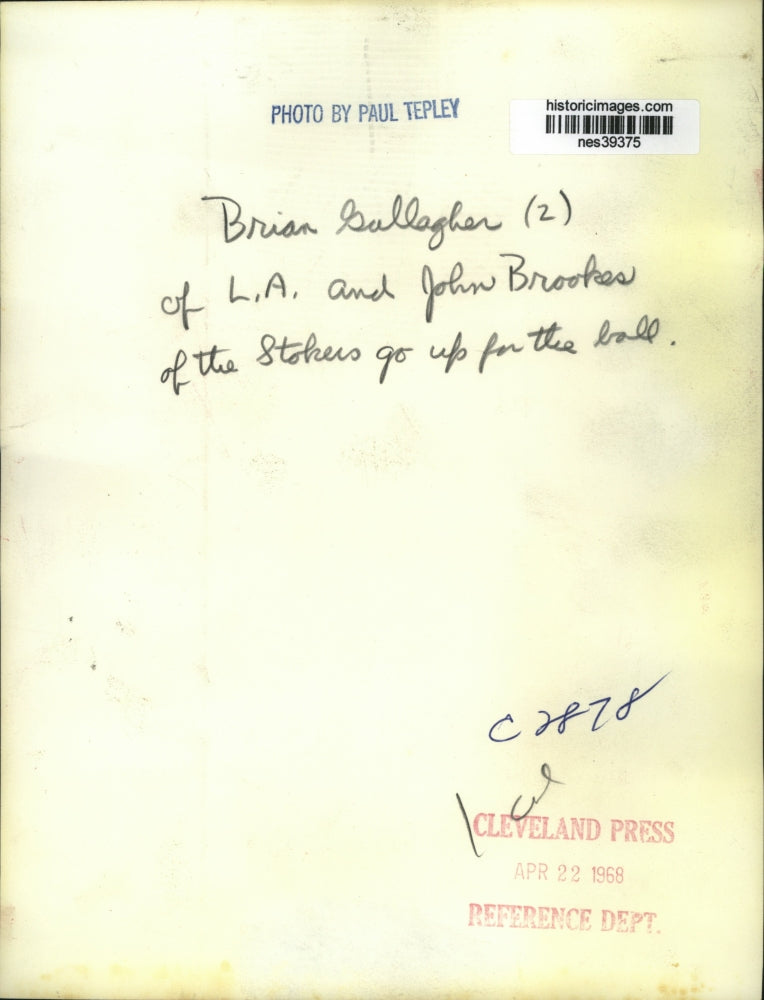 PHOTO BY PAUL TEPLEY
historicimages.com
nes39375
Brian Gallagher (2)
of L.A. and John Brookes
of the Stokers go up for the ball.
C 2878
CLEVELAND PRESS
APR 22 1968
REFERENCE DEPT.